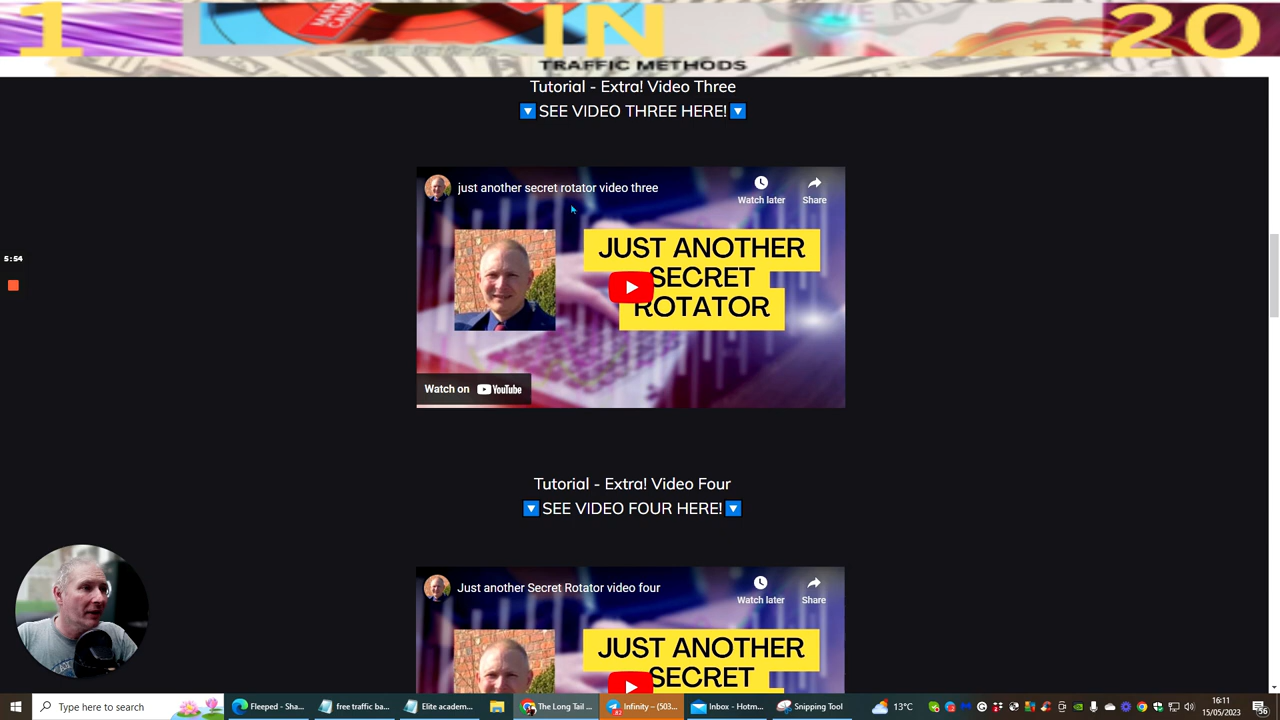 1 IN 20
TRAFFIC METHODS
Tutorial - Extra! Video Three
SEE VIDEO THREE HERE!
just another secret rotator video three
Watch later
Share
JUST ANOTHER
SECRET
ROTATOR
Watch on YouTube
5:54
Tutorial - Extra! Video Four
SEE VIDEO FOUR HERE!
Just another Secret Rotator video four
Watch later
Share
JUST ANOTHER
SECRET
Type here to search
Fleeped - Sha...
free traffic ba...
Elite academ...
The Long Tail ...
Infinity – (503...
Inbox - Hotm...
Snipping Tool
13°C
16:11
15/05/2023